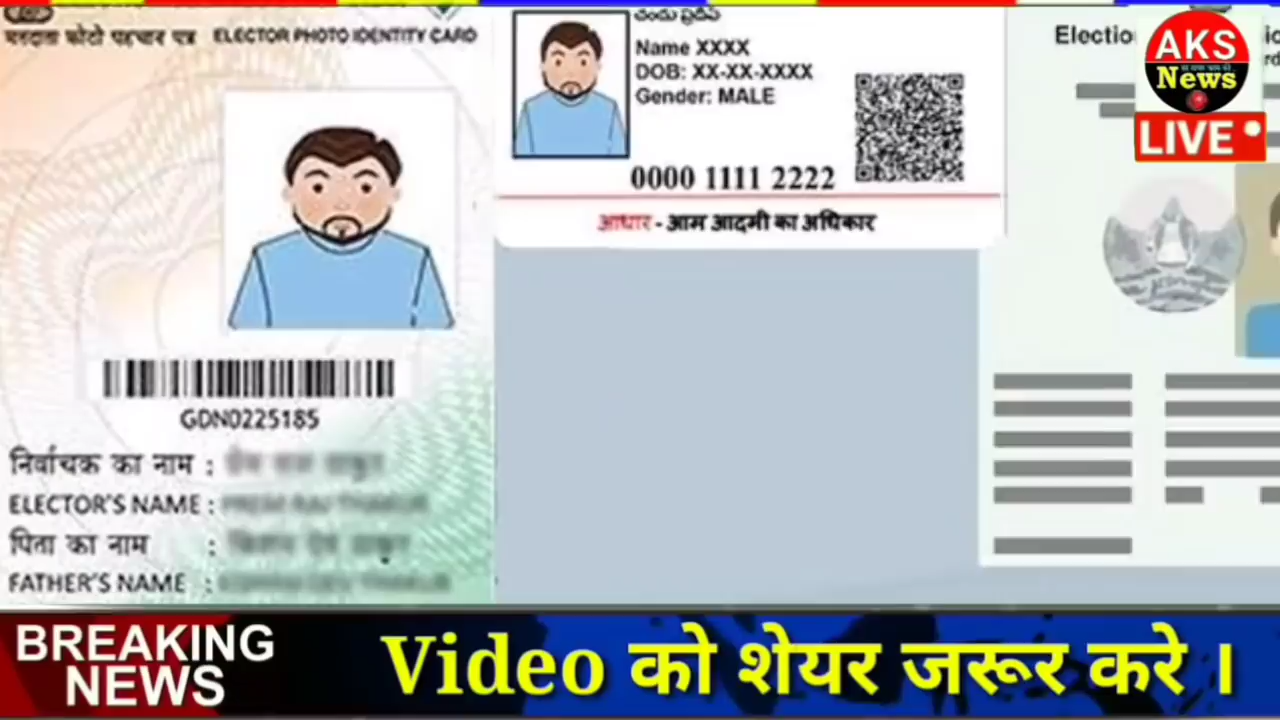 मतदाता फोटो पहचान पत्र ELECTOR PHOTO IDENTITY CARD
GDN0225185
निर्वाचक का नाम :
ELECTOR'S NAME :
पिता का नाम :
FATHER'S NAME :
Name XXXX
DOB: XX-XX-XXXX
Gender: MALE
0000 1111 2222
आधार - आम आदमी का अधिकार
Electio
AKS
News
LIVE
BREAKING
NEWS
Video को शेयर जरूर करे ।